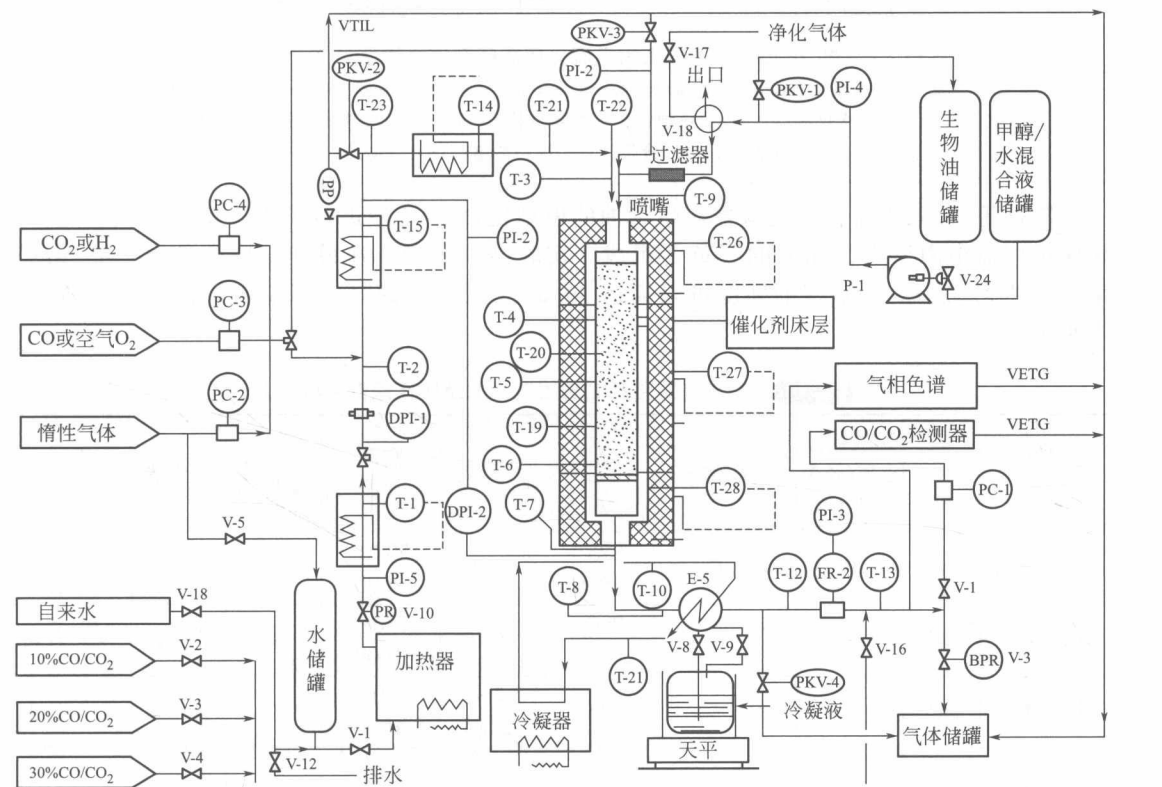 VTIL
PKV-3
净化气体
V-17
PI-2
出口
PKV-2
PKV-1
PI-4
T-23
T-14
T-21
T-22
V-18
生物油储罐
甲醇/
水混
合液
储罐
过滤器
T-3
PP
T-9
PC-4
喷嘴
T-15
CO₂或H₂
PI-2
T-26
P-1
V-24
PC-3
T-4
催化剂床层
CO或空气O₂
T-20
T-2
T-5
T-27
气相色谱
VETG
PC-2
DPI-1
惰性气体
T-19
CO/CO₂检测器
VETG
T-6
T-28
PC-1
T-1
DPI-2
T-7
PI-3
V-5
PI-5
T-8
T-10
E-5
T-12
FR-2
T-13
V-18
V-1
自来水
PR
V-10
水储罐
V-8
V-9
V-16
V-2
10%CO/CO₂
加热器
T-21
BPR
V-3
PKV-4
V-3
20%CO/CO₂
冷凝器
冷凝液
V-1
气体储罐
V-4
天平
30%CO/CO₂
V-12
排水